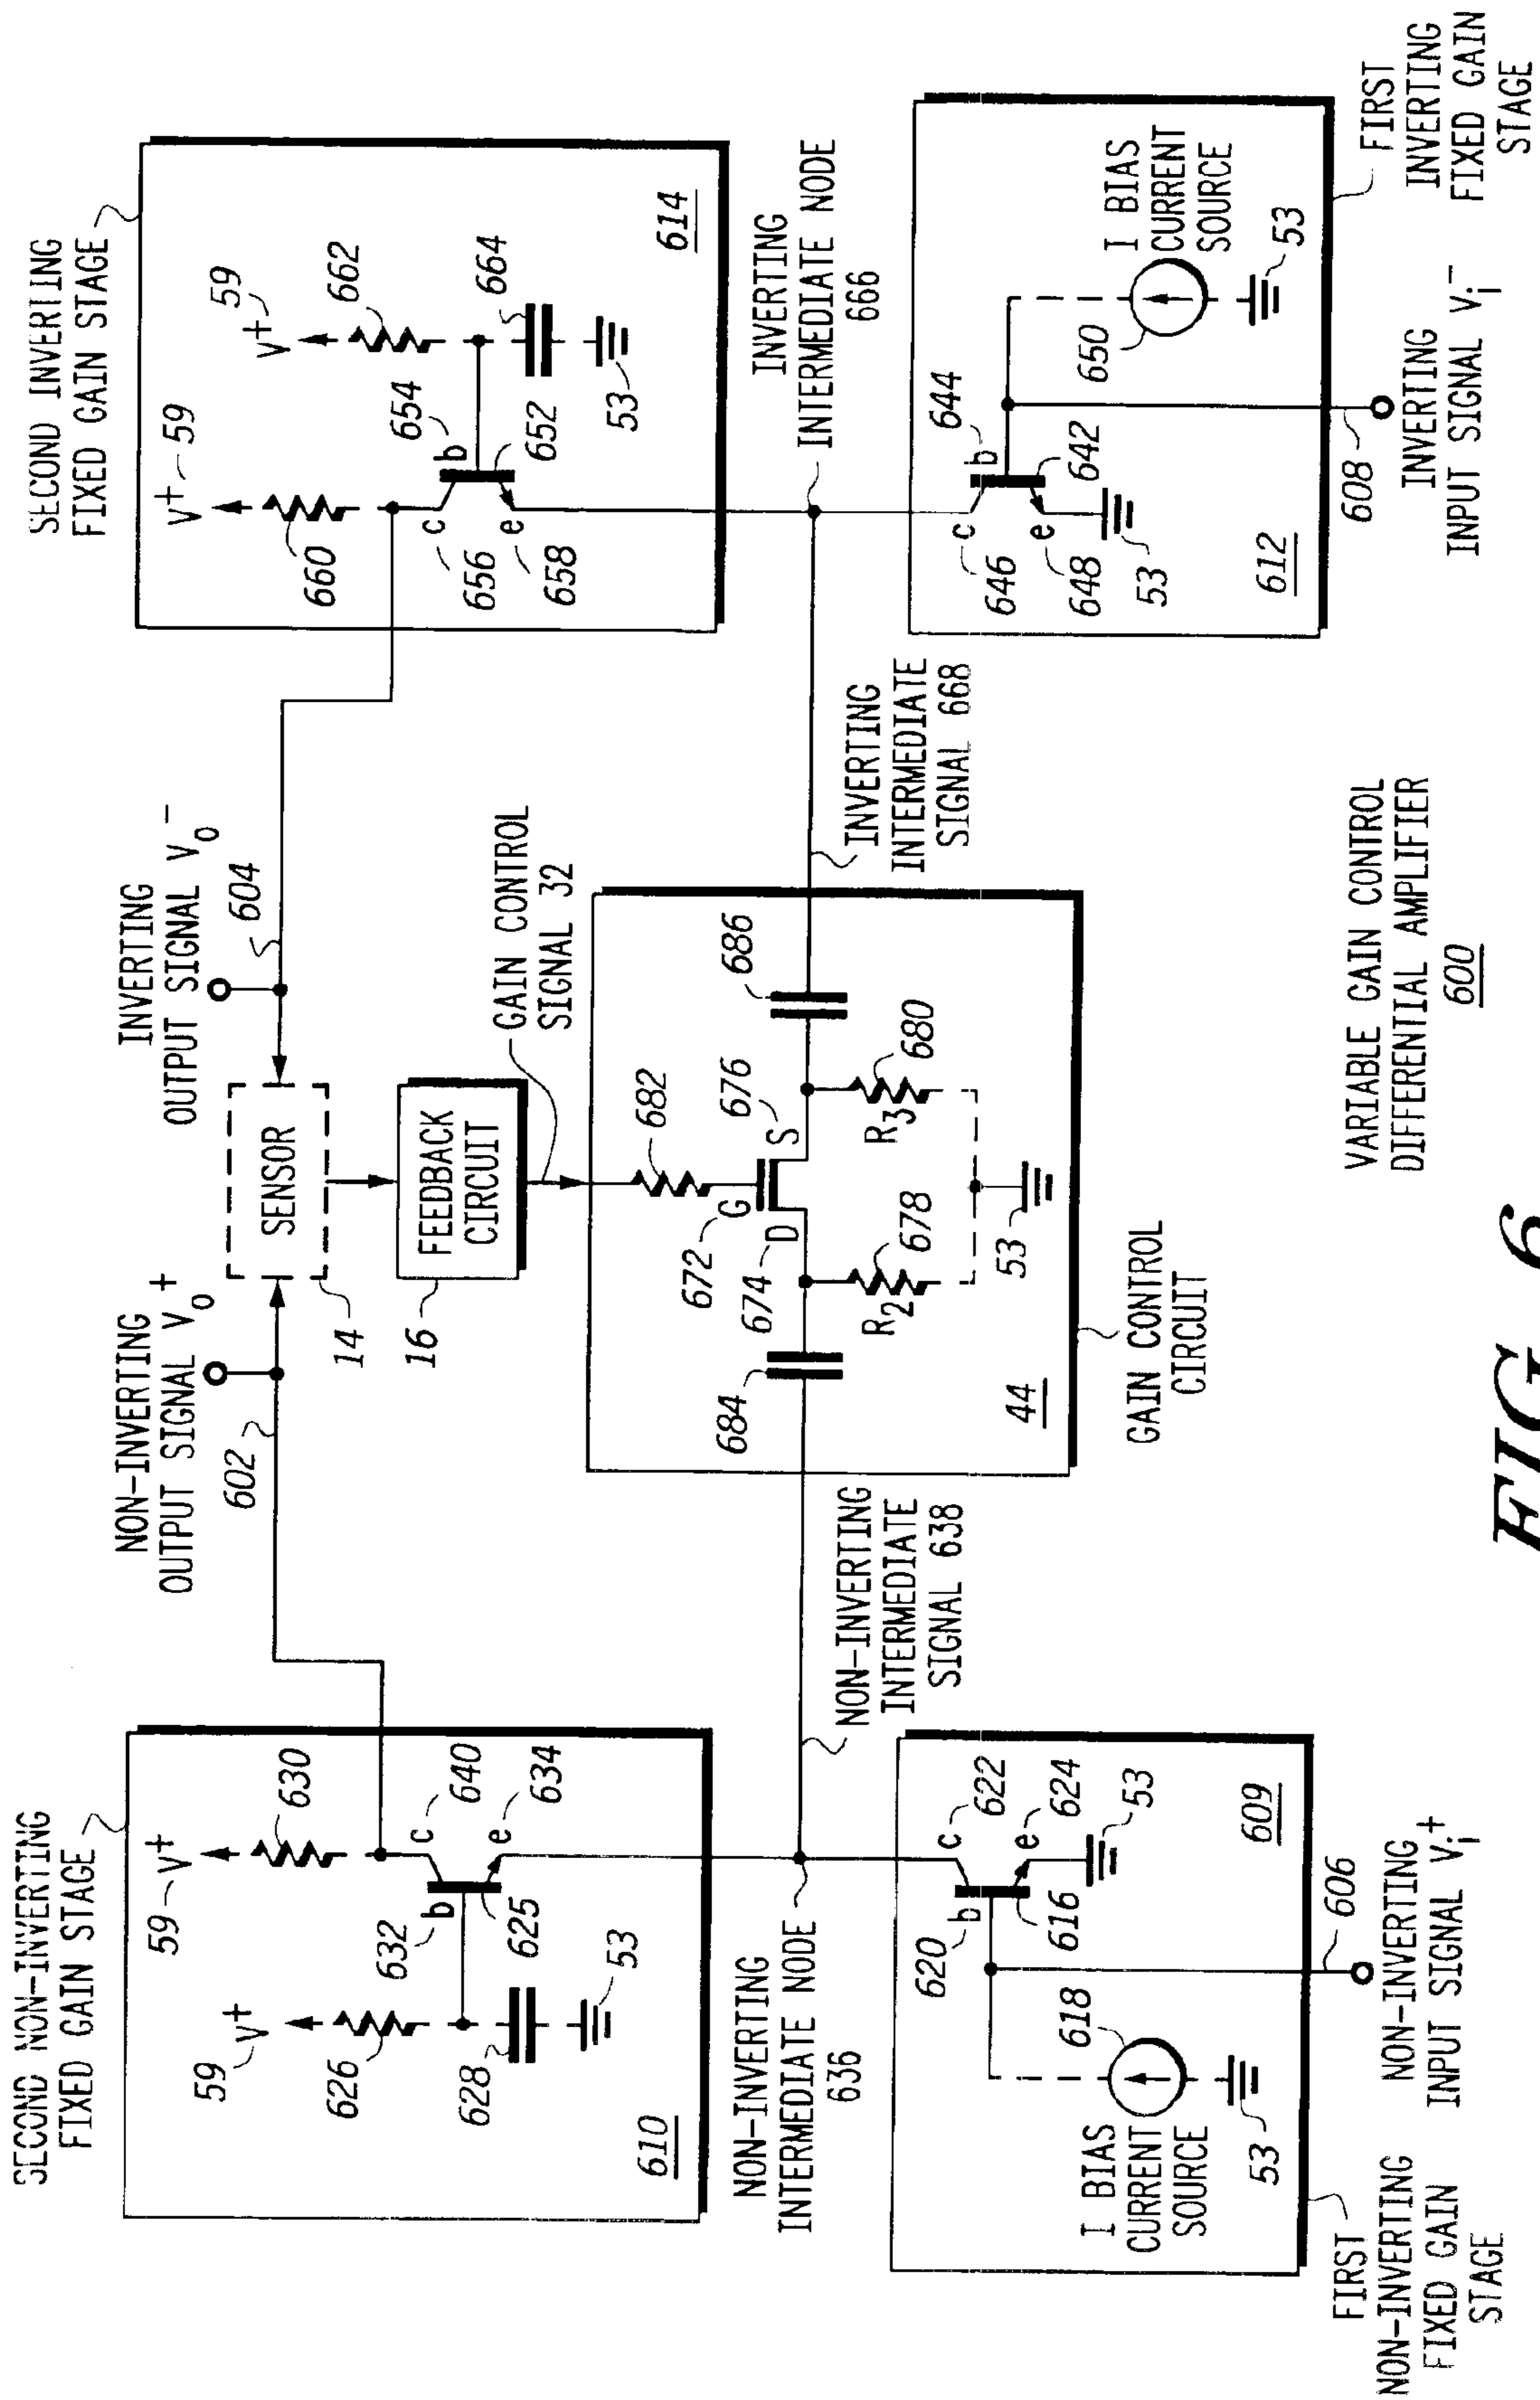 SECOND NON-INVERTING
FIXED GAIN STAGE
59
V+
59
V+
630
626
628
632
b
c
640
e
634
625
53
610
NON-INVERTING
OUTPUT SIGNAL Vo+
602
INVERTING
OUTPUT SIGNAL Vo-
604
SENSOR
14
FEEDBACK
CIRCUIT
16
GAIN CONTROL
SIGNAL 32
SECOND INVERTING
FIXED GAIN STAGE
V+
59
V+
59
660
662
664
654
b
c
656
e
658
652
53
614
NON-INVERTING
INTERMEDIATE NODE
636
NON-INVERTING
INTERMEDIATE
SIGNAL 638
682
672
G
674
D
S
676
684
686
678
R2
680
R3
53
44
GAIN CONTROL
CIRCUIT
INVERTING
INTERMEDIATE
SIGNAL 668
INVERTING
INTERMEDIATE NODE
666
620
b
c
622
e
624
616
53
618
I BIAS
CURRENT
SOURCE
53
609
606
FIRST
NON-INVERTING
FIXED GAIN
STAGE
NON-INVERTING
INPUT SIGNAL Vi+
644
b
c
646
e
648
642
53
650
I BIAS
CURRENT
SOURCE
53
612
608
INVERTING
INPUT SIGNAL Vi-
FIRST
INVERTING
FIXED GAIN
STAGE
VARIABLE GAIN CONTROL
DIFFERENTIAL AMPLIFIER
600